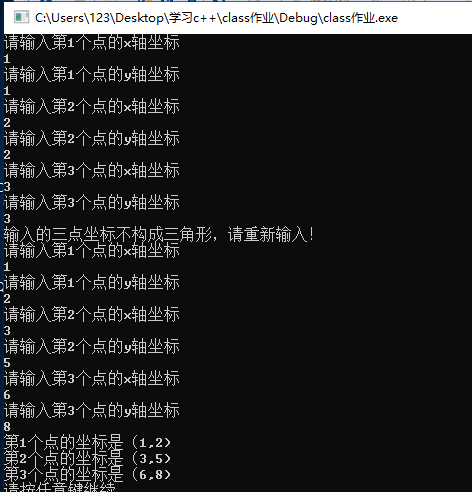 C:\Users\123\Desktop\学习c++\class作业\Debug\class作业.exe
请输入第1个点的x轴坐标
1
请输入第1个点的y轴坐标
1
请输入第2个点的x轴坐标
2
请输入第2个点的y轴坐标
2
请输入第3个点的x轴坐标
3
请输入第3个点的y轴坐标
3
输入的三点坐标不构成三角形，请重新输入！
请输入第1个点的x轴坐标
1
请输入第1个点的y轴坐标
2
请输入第2个点的x轴坐标
3
请输入第2个点的y轴坐标
5
请输入第3个点的x轴坐标
6
请输入第3个点的y轴坐标
8
第1个点的坐标是（1,2)
第2个点的坐标是（3,5)
第3个点的坐标是（6,8)
请按任意键继续